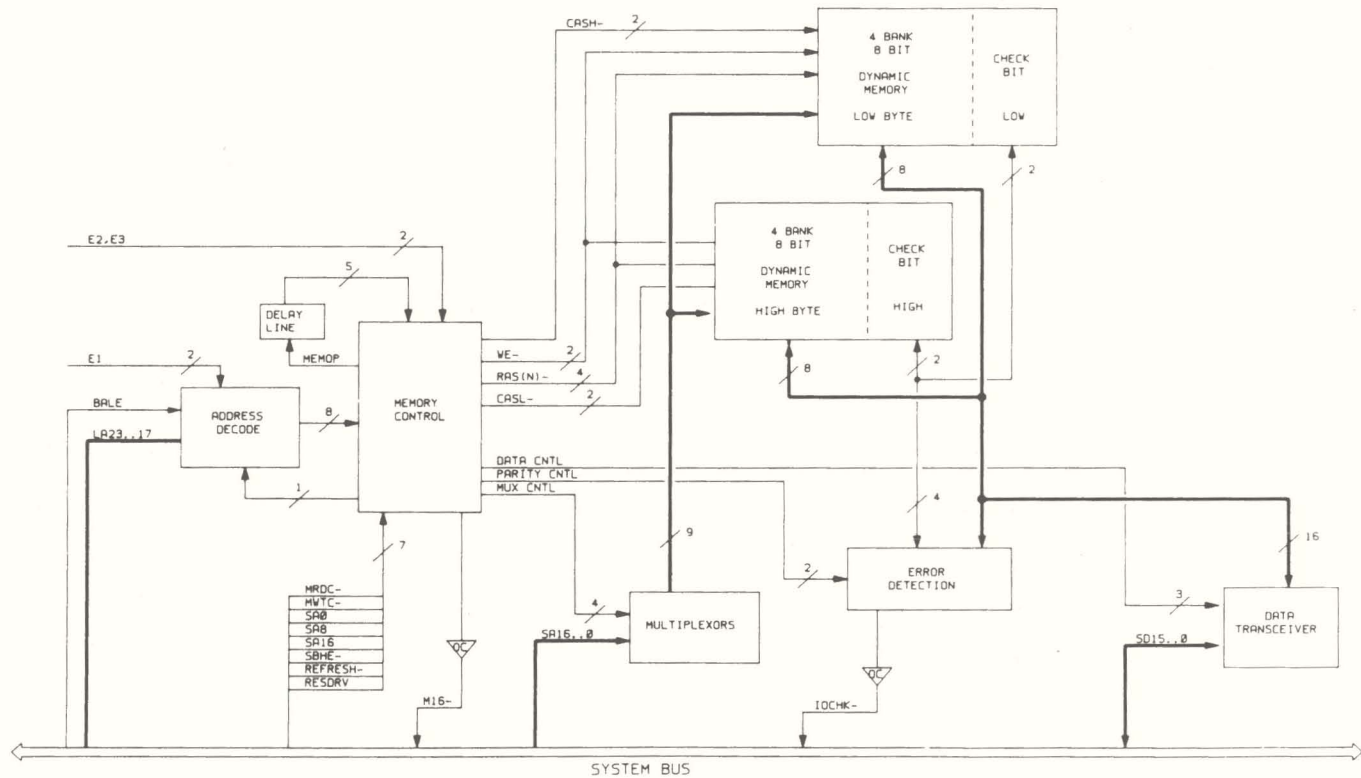 CASH-
2
4 BANK
8 BIT
DYNAMIC
MEMORY
LOW BYTE
CHECK
BIT
LOW
8
2
E2,E3
2
4 BANK
8 BIT
DYNAMIC
MEMORY
HIGH BYTE
CHECK
BIT
HIGH
5
DELAY
LINE
MEMOP
E1
2
BALE
LA23..17
ADDRESS
DECODE
8
1
MEMORY
CONTROL
WE-
2
RAS(N)-
4
CASL-
2
8
2
DATA CNTL
PARITY CNTL
MUX CNTL
7
9
4
16
MRDC-
MWTC-
SA0
SA8
SA16
SBHE-
REFRESH-
RESDRV
OC
M16-
4
SA16..0
MULTIPLEXORS
2
ERROR
DETECTION
OC
IOCHK-
3
SD15..0
DATA
TRANSCEIVER
SYSTEM BUS